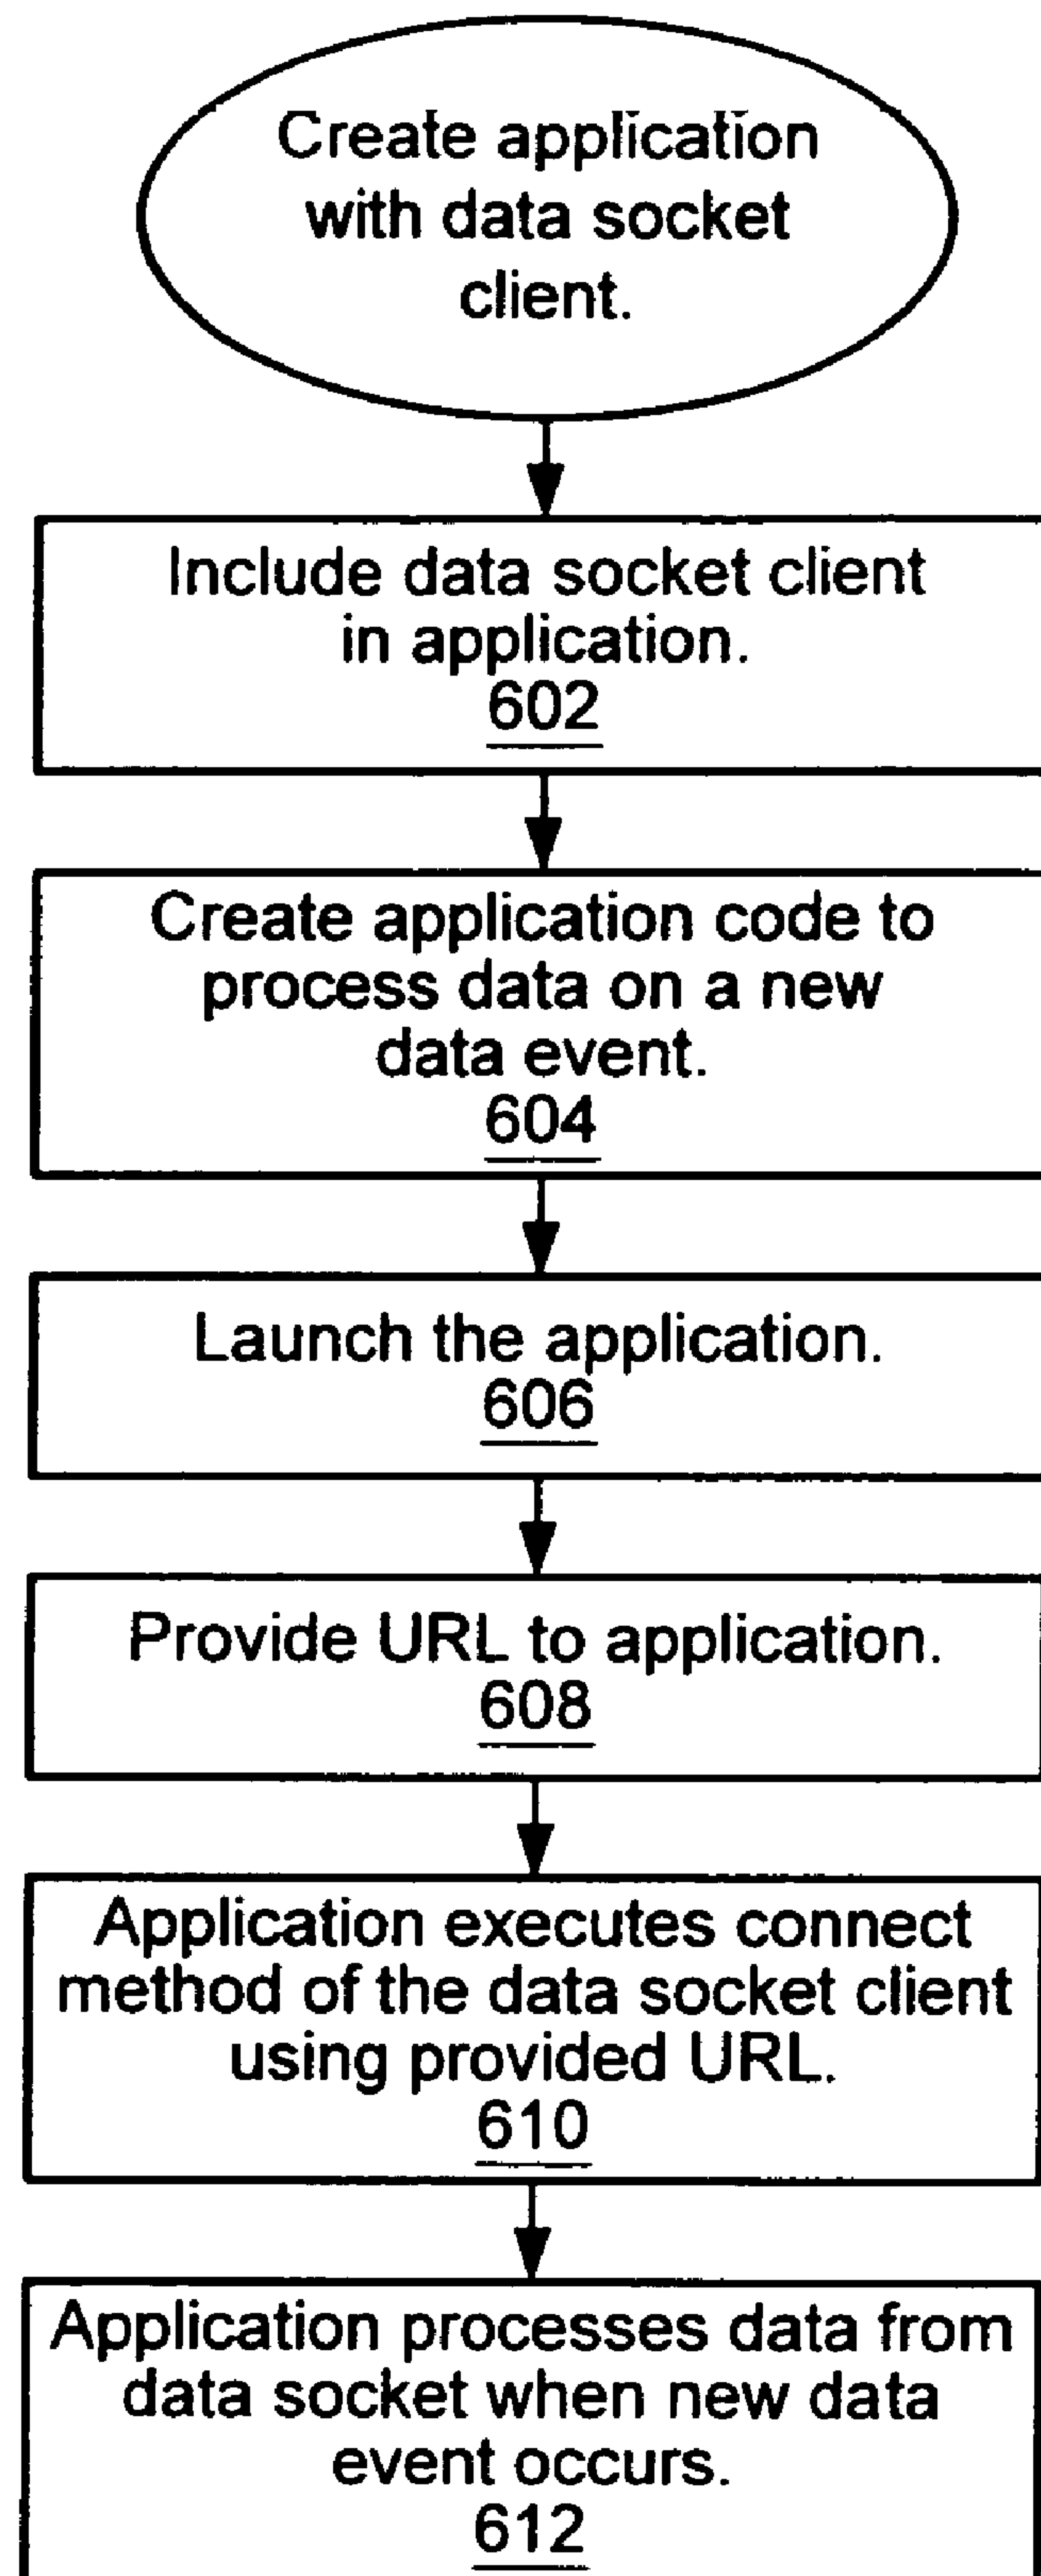 Create application
with data socket
client.
Include data socket client
in application.
602
Create application code to
process data on a new
data event.
604
Launch the application.
606
Provide URL to application.
608
Application executes connect
method of the data socket client
using provided URL.
610
Application processes data from
data socket when new data
event occurs.
612